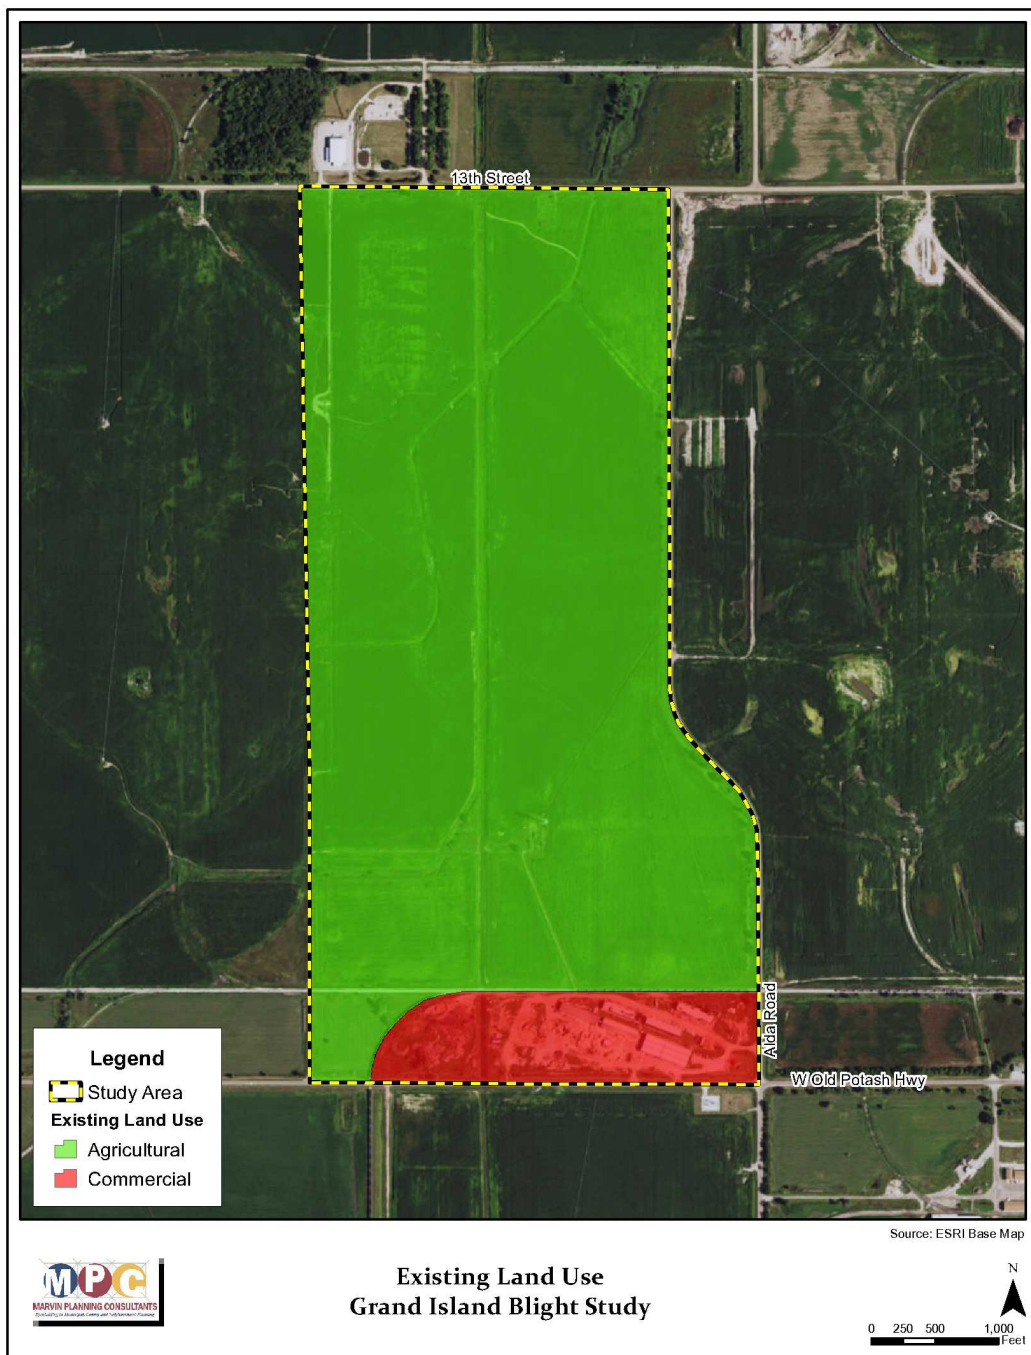 13th Street
Alda Road
W Old Potash Hwy
Legend
Study Area
Existing Land Use
Agricultural
Commercial
Source: ESRI Base Map
MPC
MARVIN PLANNING CONSULTANTS
Existing Land Use
Grand Island Blight Study
N
0 250 500 1,000
Feet